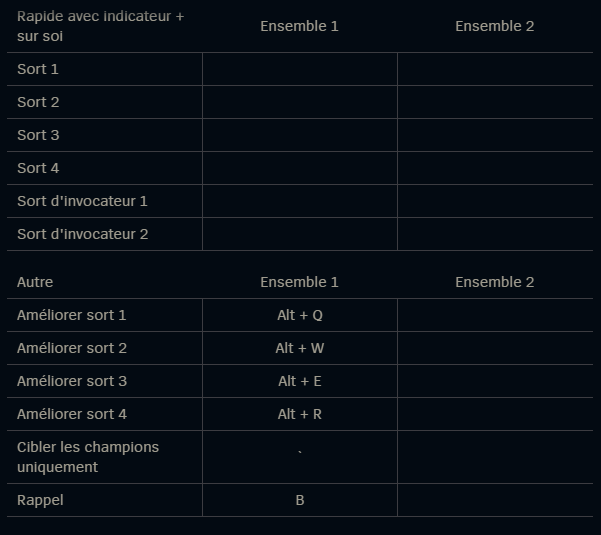 Rapide avec indicateur +
sur soi
Ensemble 1
Ensemble 2
Sort 1
Sort 2
Sort 3
Sort 4
Sort d'invocateur 1
Sort d'invocateur 2
Autre
Ensemble 1
Ensemble 2
Améliorer sort 1
Alt + Q
Améliorer sort 2
Alt + W
Améliorer sort 3
Alt + E
Améliorer sort 4
Alt + R
Cibler les champions
uniquement
`
Rappel
B